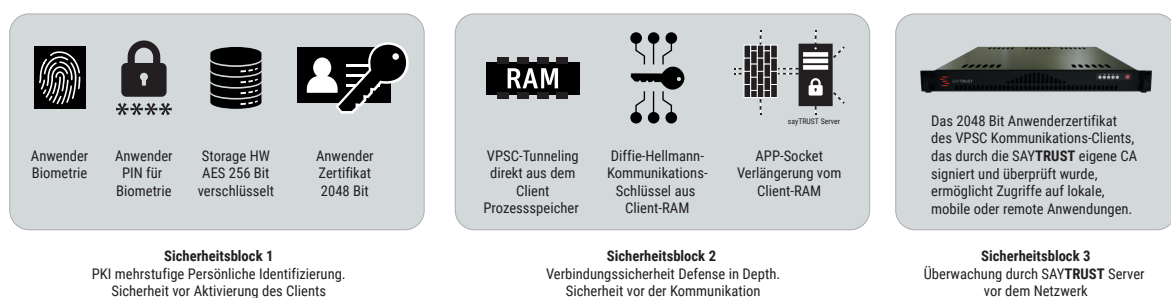 ****
Anwender
Biometrie
Anwender
PIN für
Biometrie
Storage HW
AES 256 Bit
verschlüsselt
Anwender
Zertifikat
2048 Bit
Sicherheitsblock 1
PKI mehrstufige Persönliche Identifizierung.
Sicherheit vor Aktivierung des Clients
RAM
sayTRUST Server
VPSC-Tunneling
direkt aus dem
Client
Prozessspeicher
Diffie-Hellmann-
Kommunikations-
Schlüssel aus
Client-RAM
APP-Socket
Verlängerung vom
Client-RAM
Sicherheitsblock 2
Verbindungssicherheit Defense in Depth.
Sicherheit vor der Kommunikation
SAYTRUST
Das 2048 Bit Anwenderzertifikat
des VPSC Kommunikations-Clients,
das durch die SAYTRUST eigene CA
signiert und überprüft wurde,
ermöglicht Zugriffe auf lokale,
mobile oder remote Anwendungen.
Sicherheitsblock 3
Überwachung durch SAYTRUST Server
vor dem Netzwerk